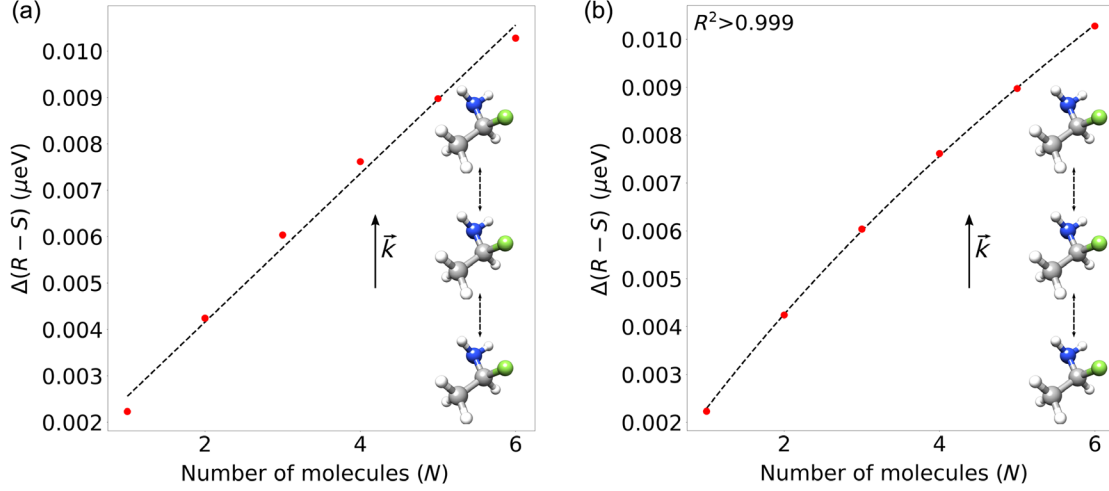 (a)
0.010
0.009
0.008
0.007
0.006
0.005
0.004
0.003
0.002
Δ(R − S) (μeV)
k⃗
2 4 6
Number of molecules (N)
(b)
R²>0.999
0.010
0.009
0.008
0.007
0.006
0.005
0.004
0.003
0.002
Δ(R − S) (μeV)
k⃗
2 4 6
Number of molecules (N)